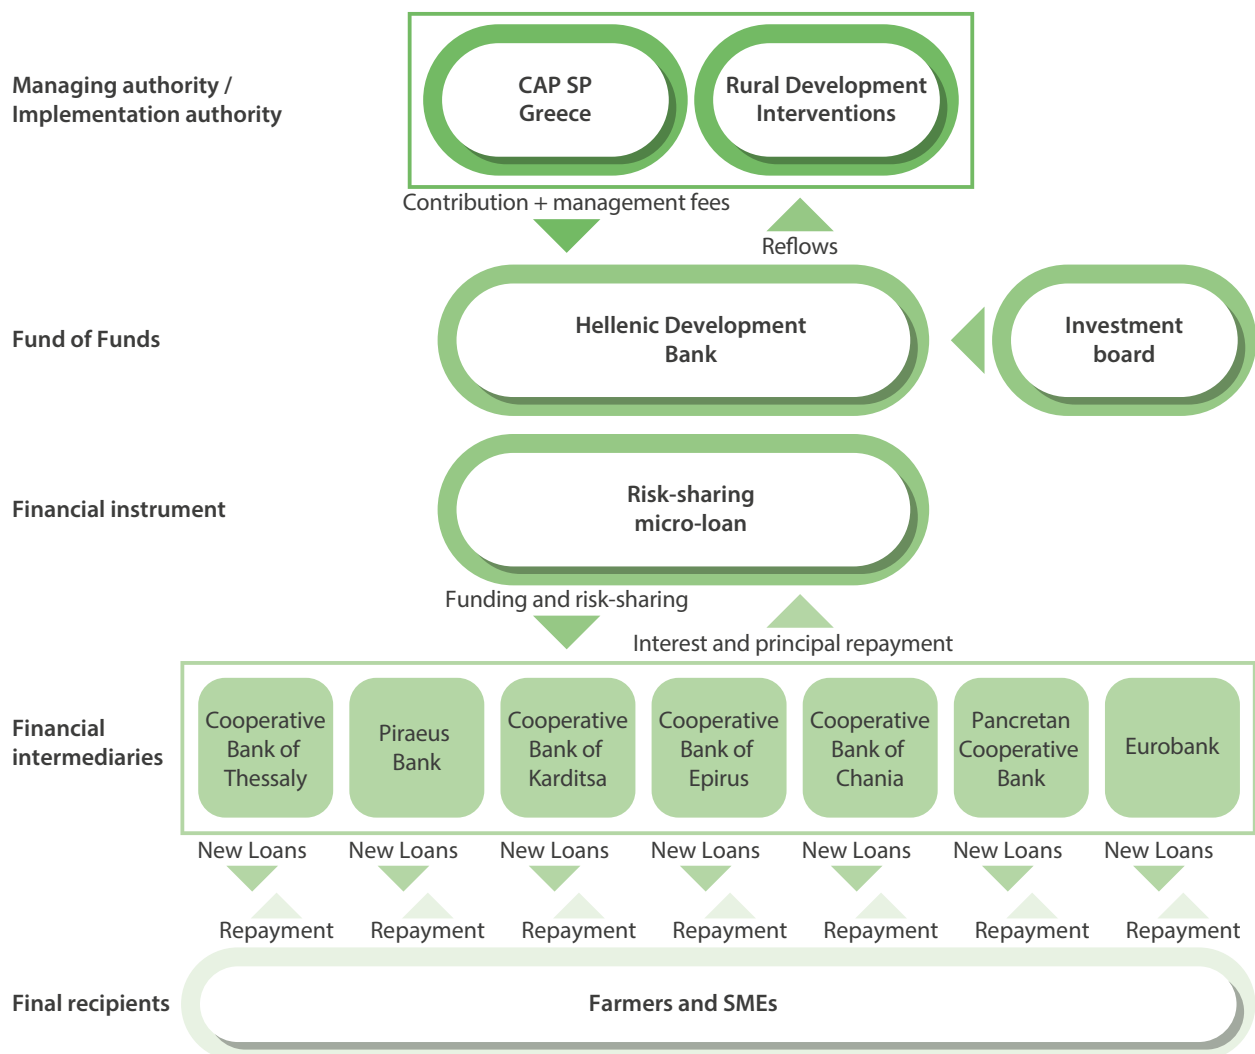 Managing authority /
Implementation authority
CAP SP
Greece
Rural Development
Interventions
Contribution + management fees
Reflows
Fund of Funds
Hellenic Development
Bank
Investment
board
Financial instrument
Risk-sharing
micro-loan
Funding and risk-sharing
Interest and principal repayment
Financial
intermediaries
Cooperative
Bank of
Thessaly
Piraeus
Bank
Cooperative
Bank of
Karditsa
Cooperative
Bank of
Epirus
Cooperative
Bank of
Chania
Pancretan
Cooperative
Bank
Eurobank
New Loans
New Loans
New Loans
New Loans
New Loans
New Loans
New Loans
Repayment
Repayment
Repayment
Repayment
Repayment
Repayment
Repayment
Final recipients
Farmers and SMEs